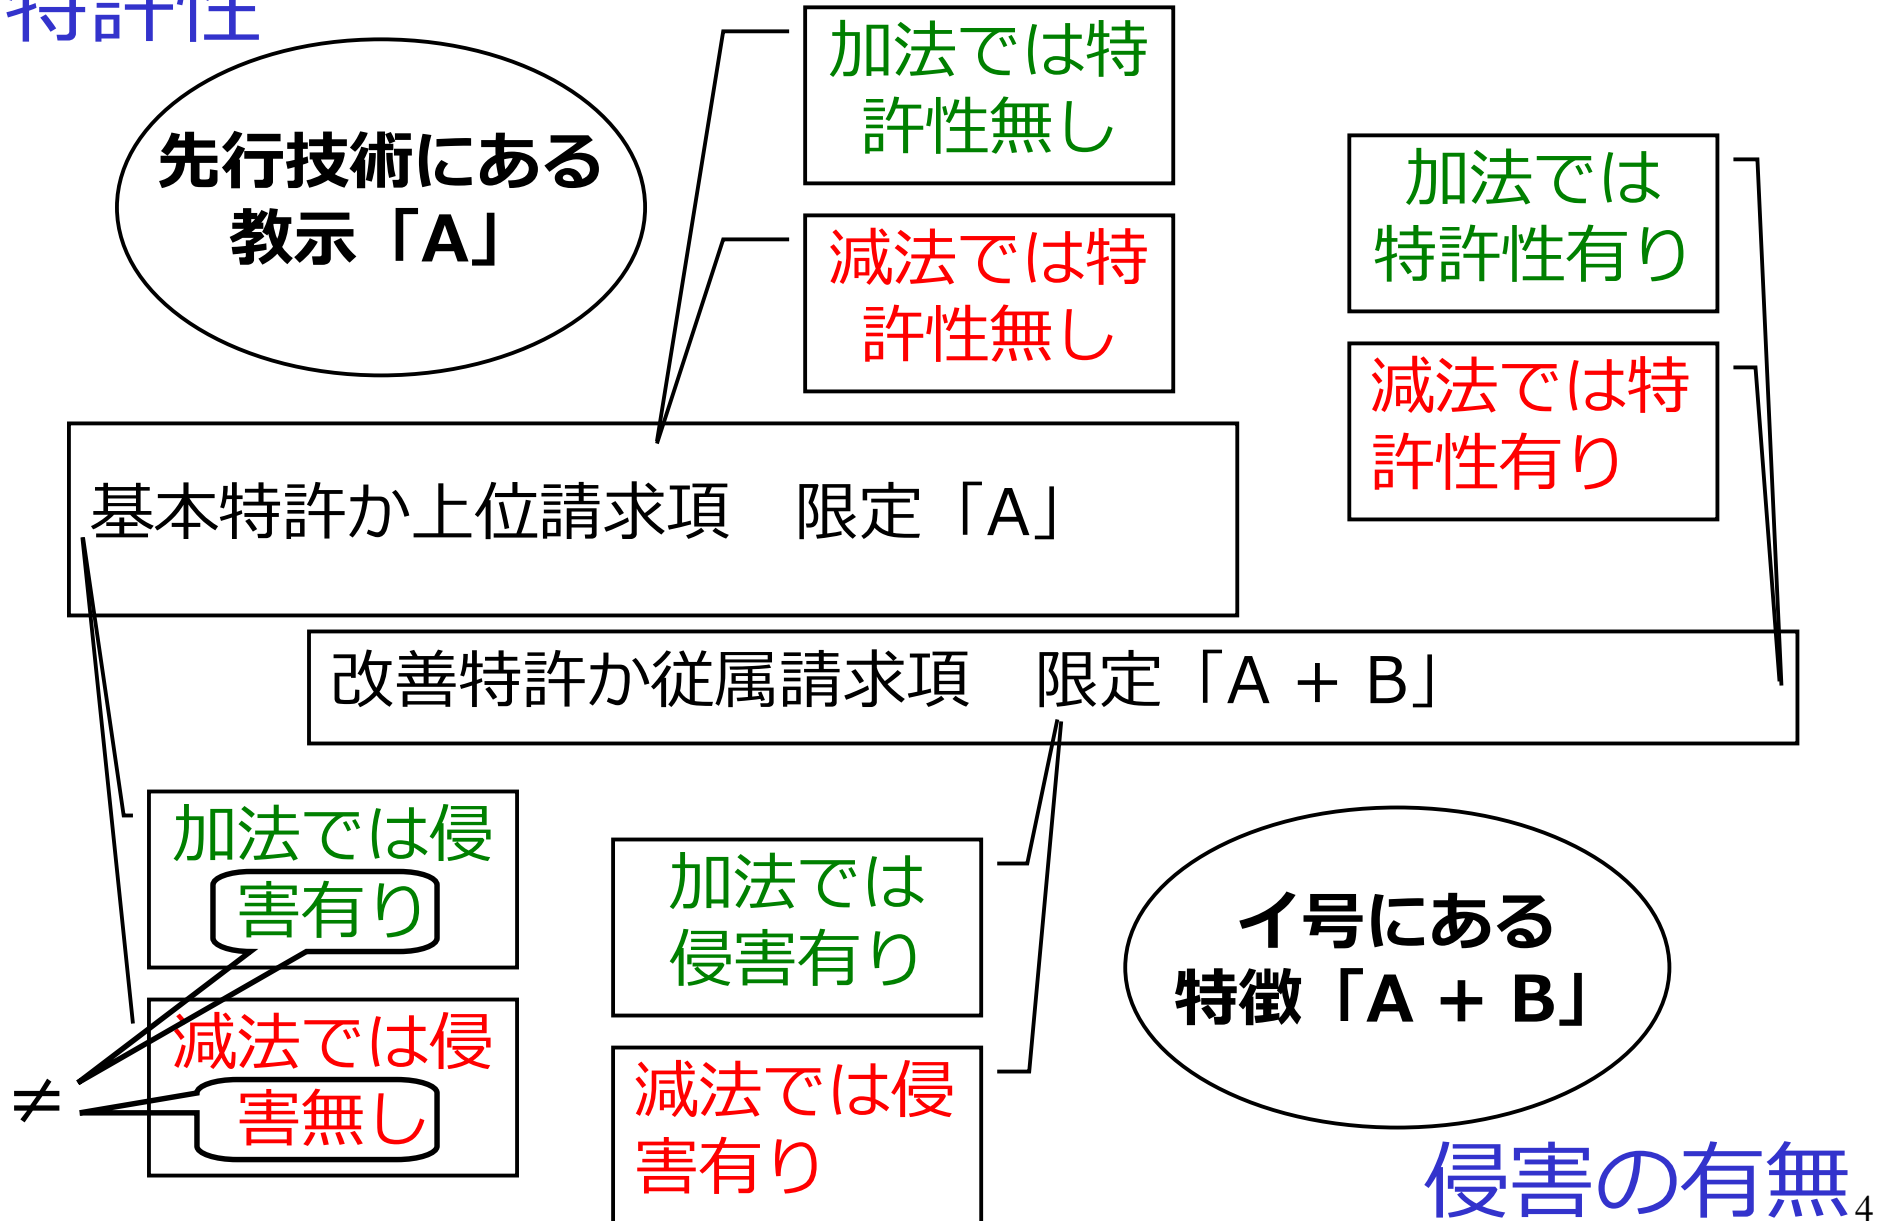 特許性
先行技術にある
教示「A」
加法では特
許性無し
減法では特
許性無し
加法では
特許性有り
減法では特
許性有り
基本特許か上位請求項　限定「A」
改善特許か従属請求項　限定「A + B」
加法では侵
害有り
減法では侵
害無し
≠
加法では
侵害有り
減法では侵
害有り
イ号にある
特徴「A + B」
侵害の有無
4